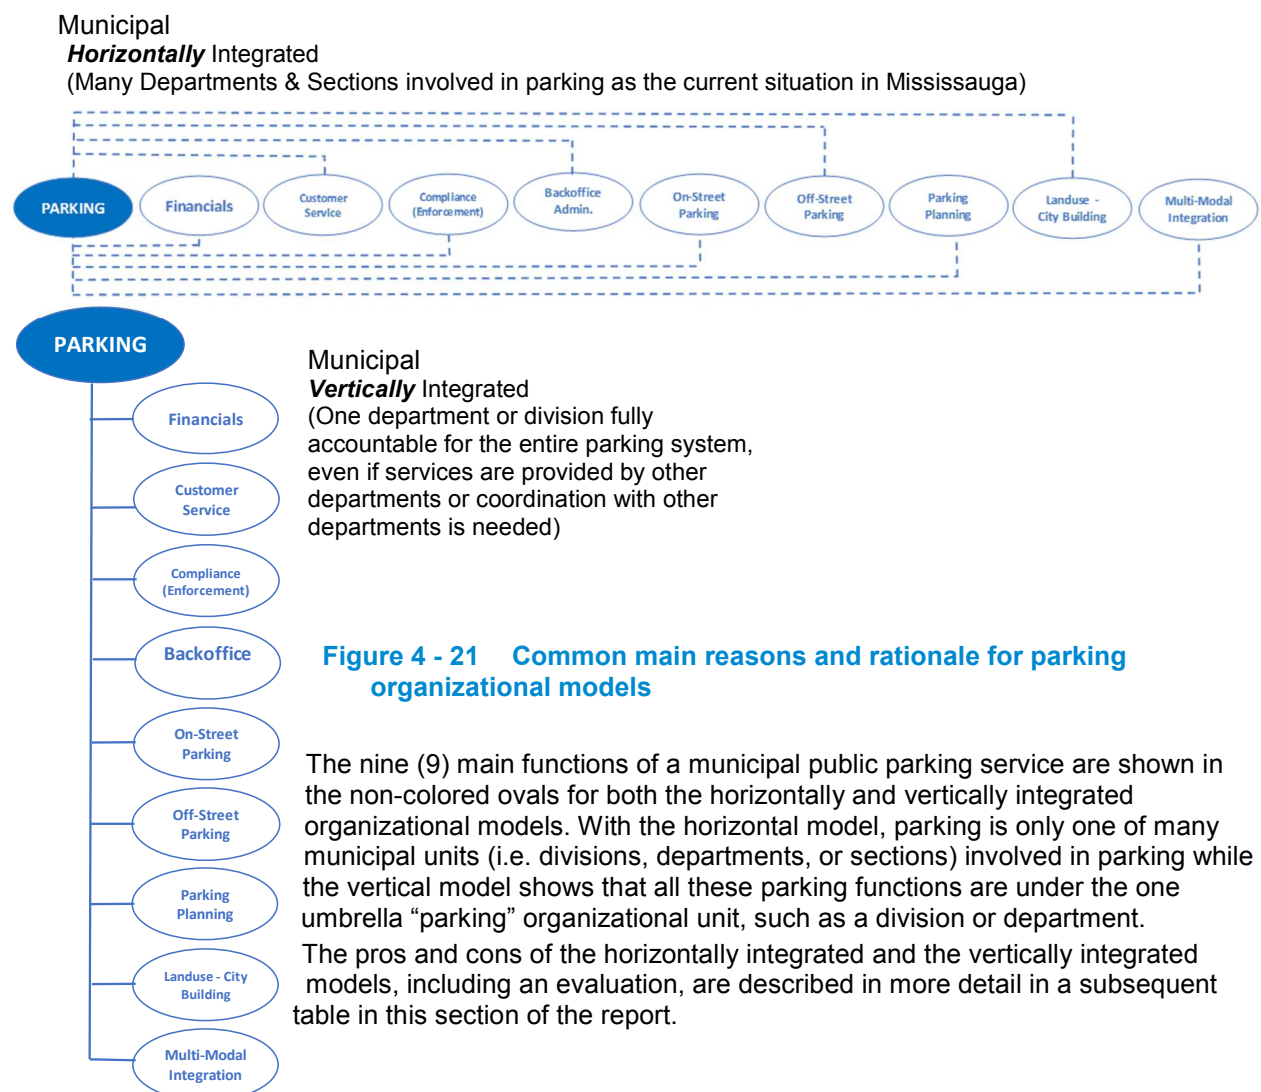 Municipal
Horizontally Integrated
(Many Departments & Sections involved in parking as the current situation in Mississauga)
PARKING
Financials
Customer
Service
Compliance
(Enforcement)
Backoffice
Admin.
On-Street
Parking
Off-Street
Parking
Parking
Planning
Landuse -
City Building
Multi-Modal
Integration
PARKING
Financials
Customer
Service
Compliance
(Enforcement)
Backoffice
On-Street
Parking
Off-Street
Parking
Parking
Planning
Landuse - City
Building
Multi-Modal
Integration
Municipal
Vertically Integrated
(One department or division fully
accountable for the entire parking system,
even if services are provided by other
departments or coordination with other
departments is needed)
Figure 4 - 21 Common main reasons and rationale for parking
organizational models
The nine (9) main functions of a municipal public parking service are shown in
the non-colored ovals for both the horizontally and vertically integrated
organizational models. With the horizontal model, parking is only one of many
municipal units (i.e. divisions, departments, or sections) involved in parking while
the vertical model shows that all these parking functions are under the one
umbrella “parking” organizational unit, such as a division or department.
The pros and cons of the horizontally integrated and the vertically integrated
models, including an evaluation, are described in more detail in a subsequent
table in this section of the report.